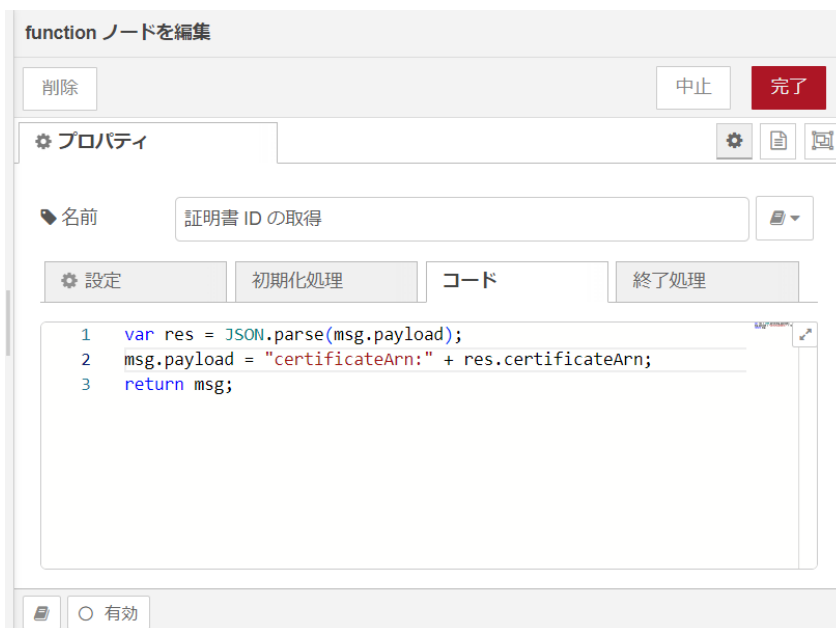 function ノードを編集
削除
中止
完了
プロパティ
名前
証明書 ID の取得
設定
初期化処理
コード
終了処理
1 var res = JSON.parse(msg.payload);
2 msg.payload = "certificateArn:" + res.certificateArn;
3 return msg;
有効